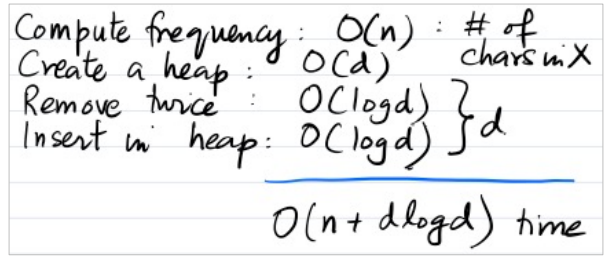 Compute frequency : O(n) : # of
chars in X
Create a heap : O(d)
Remove twice : O(log d)
Insert in heap : O(log d) } d
O(n + d log d) time